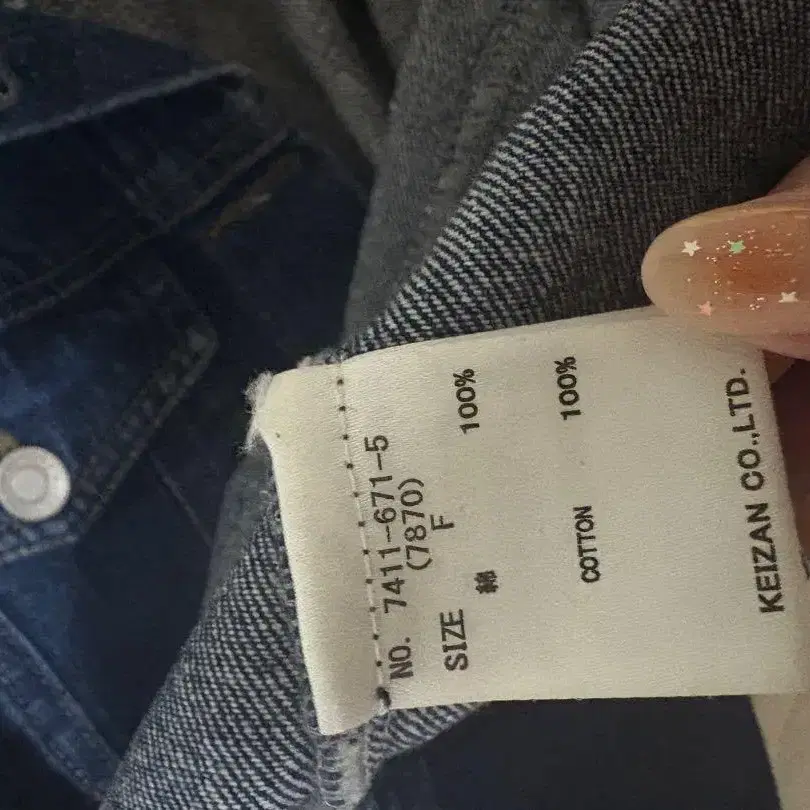 NO. 7411-671-5
(7870)
SIZE F
綿 100%
COTTON 100%
KEIZAN CO.,LTD.